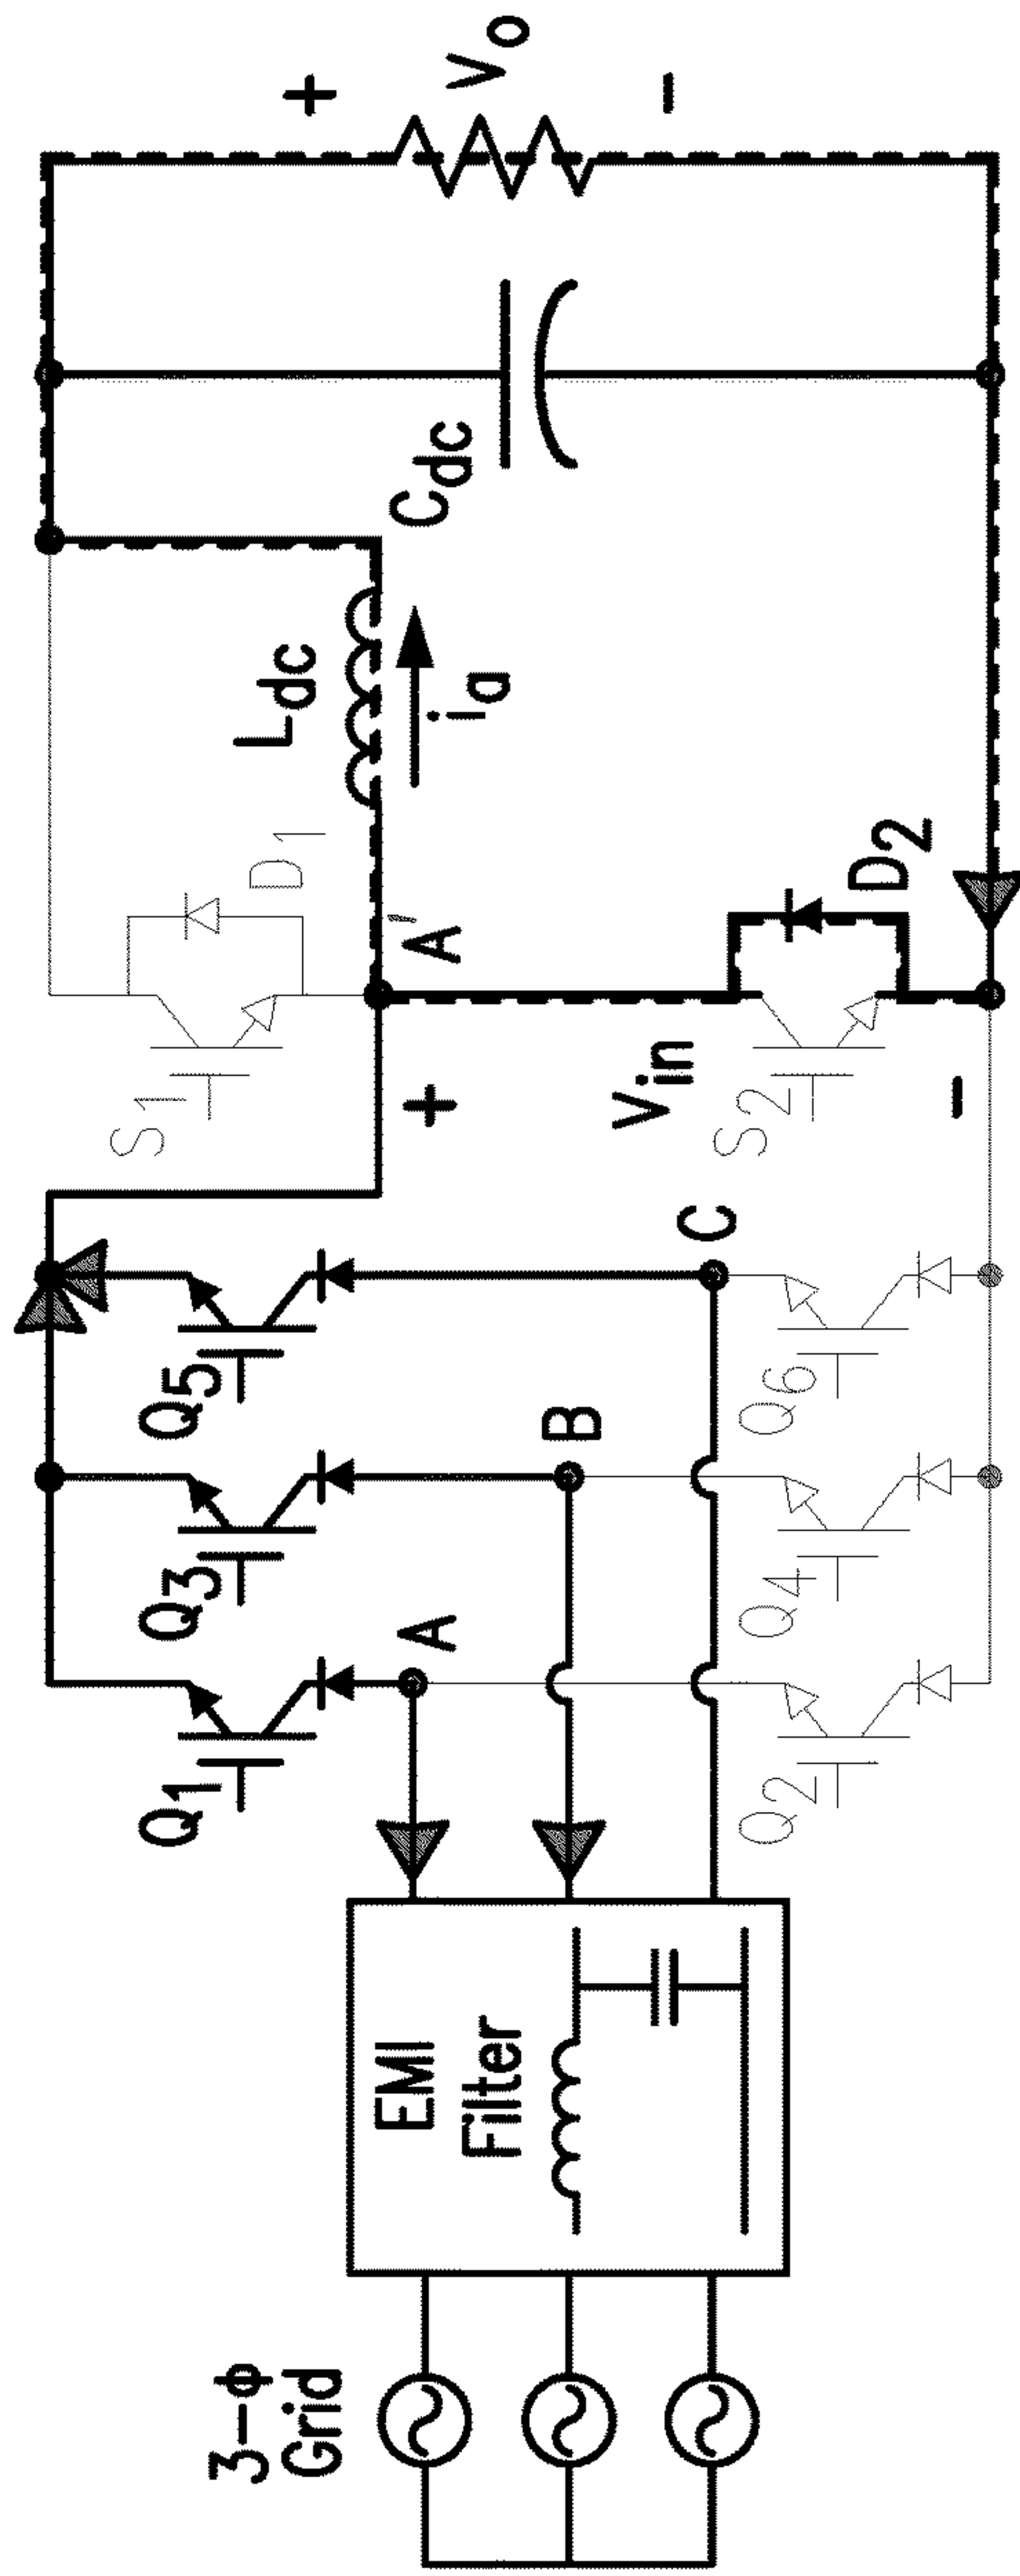 3-ϕ
Grid
EMI
Filter
Q1
Q3
Q5
A
B
C
Q2
Q4
Q6
S1
D1
A'
+
Vin
-
S2
D2
Ldc
ia
Cdc
+
Vo
-